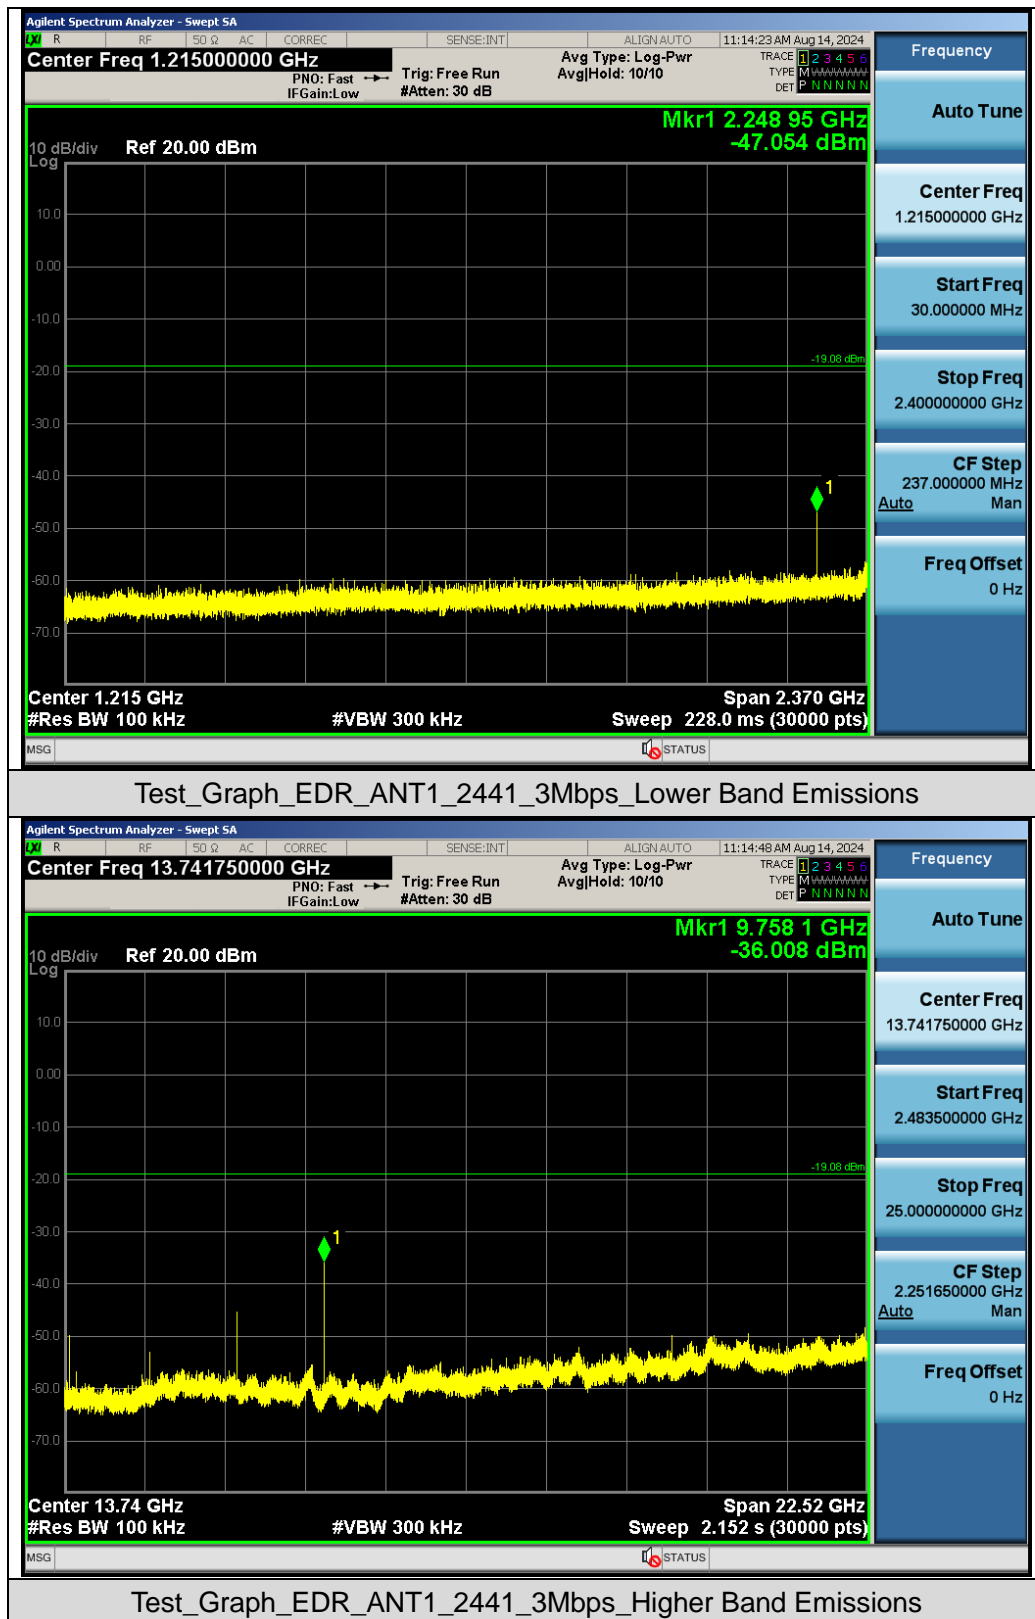 Agilent Spectrum Analyzer - Swept SA
LXI R RF 50 Ω AC CORREC SENSE:INT ALIGN AUTO 11:14:23 AM Aug 14, 2024
Center Freq 1.215000000 GHz
PNO: Fast
IFGain:Low
Trig: Free Run
#Atten: 30 dB
Avg Type: Log-Pwr
Avg|Hold: 10/10
TRACE 1 2 3 4 5 6
TYPE M WWWWW
DET P N N N N N
Mkr1 2.248 95 GHz
-47.054 dBm
10 dB/div
Log
Ref 20.00 dBm
10.0
0.00
-10.0
-19.08 dBm
-20.0
-30.0
-40.0
1
-50.0
-60.0
-70.0
Center 1.215 GHz
Span 2.370 GHz
#Res BW 100 kHz
#VBW 300 kHz
Sweep 228.0 ms (30000 pts)
MSG
STATUS
Frequency
Auto Tune
Center Freq
1.215000000 GHz
Start Freq
30.000000 MHz
Stop Freq
2.400000000 GHz
CF Step
237.000000 MHz
Auto Man
Freq Offset
0 Hz
Test_Graph_EDR_ANT1_2441_3Mbps_Lower Band Emissions
Agilent Spectrum Analyzer - Swept SA
LXI R RF 50 Ω AC CORREC SENSE:INT ALIGN AUTO 11:14:48 AM Aug 14, 2024
Center Freq 13.741750000 GHz
PNO: Fast
IFGain:Low
Trig: Free Run
#Atten: 30 dB
Avg Type: Log-Pwr
Avg|Hold: 10/10
TRACE 1 2 3 4 5 6
TYPE M WWWWW
DET P N N N N N
Mkr1 9.758 1 GHz
-36.008 dBm
10 dB/div
Log
Ref 20.00 dBm
10.0
0.00
-10.0
-19.08 dBm
-20.0
-30.0
1
-40.0
-50.0
-60.0
-70.0
Center 13.74 GHz
Span 22.52 GHz
#Res BW 100 kHz
#VBW 300 kHz
Sweep 2.152 s (30000 pts)
MSG
STATUS
Frequency
Auto Tune
Center Freq
13.741750000 GHz
Start Freq
2.483500000 GHz
Stop Freq
25.000000000 GHz
CF Step
2.251650000 GHz
Auto Man
Freq Offset
0 Hz
Test_Graph_EDR_ANT1_2441_3Mbps_Higher Band Emissions